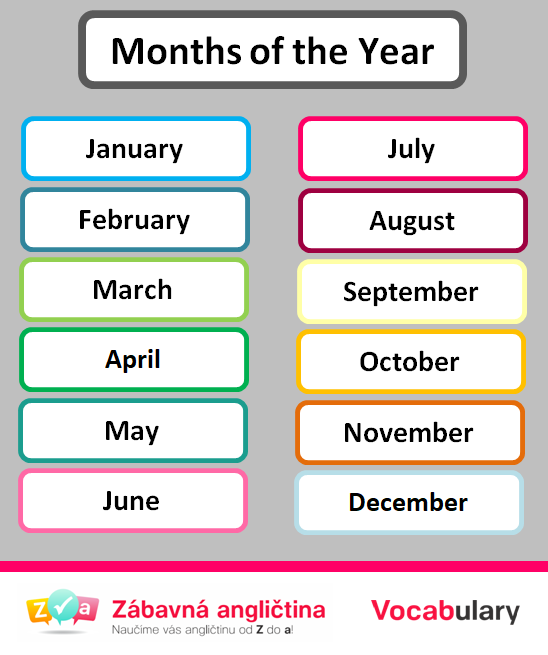 Months of the Year
January
February
March
April
May
June
July
August
September
October
November
December
z a
Zábavná angličtina
Naučíme vás angličtinu od Z do a!
Vocabulary